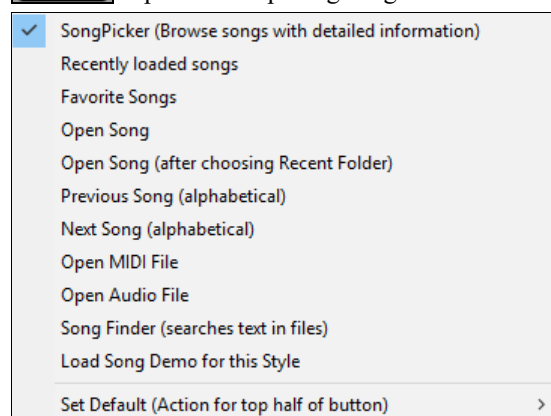 SongPicker (Browse songs with detailed information)
Recently loaded songs
Favorite Songs
Open Song
Open Song (after choosing Recent Folder)
Previous Song (alphabetical)
Next Song (alphabetical)
Open MIDI File
Open Audio File
Song Finder (searches text in files)
Load Song Demo for this Style
Set Default (Action for top half of button)